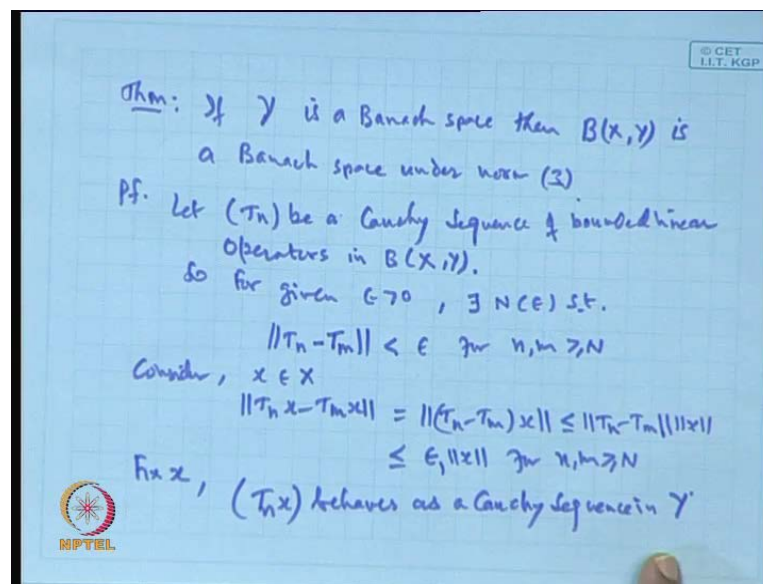 © CET
I.I.T. KGP
Thm: If Y is a Banach space then B(X,Y) is
a Banach space under norm (3)
Pf. Let (Tn) be a Cauchy sequence of bounded linear
operators in B(X,Y).
So for given ϵ>0, ∃ N(ϵ) s.t.
||Tn - Tm|| < ϵ for n,m ≥ N
Consider, x ∈ X
||Tn x - Tm x|| = ||(Tn - Tm) x|| ≤ ||Tn - Tm|| ||x||
≤ ϵ, ||x|| for n,m ≥ N
Fix x, (Tn x) behaves as a Cauchy sequence in Y
NPTEL